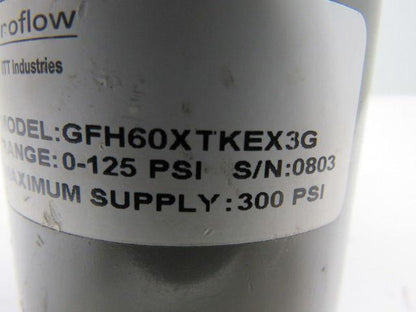 roflow
ITT Industries
MODEL:GFH60XTKEX3G
RANGE:0-125 PSI S/N:0803
MAXIMUM SUPPLY:300 PSI